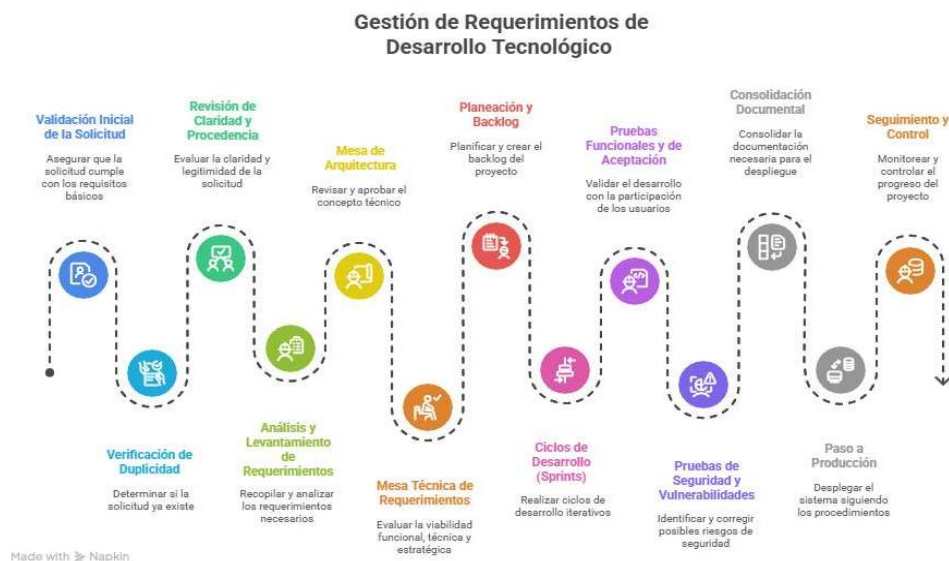 Gestión de Requerimientos de
Desarrollo Tecnológico
Validación Inicial
de la Solicitud
Asegurar que la
solicitud cumple
con los requisitos
básicos
Verificación de
Duplicidad
Determinar si la
solicitud ya existe
Revisión de
Claridad y
Procedencia
Evaluar la claridad y
legitimidad de la
solicitud
Análisis y
Levantamiento
de
Requerimientos
Recopilar y analizar
los requerimientos
necesarios
Mesa de
Arquitectura
Revisar y aprobar el
concepto técnico
Mesa Técnica de
Requerimientos
Evaluar la viabilidad
funcional, técnica y
estratégica
Planeación y
Backlog
Planificar y crear el
backlog del
proyecto
Ciclos de
Desarrollo
(Sprints)
Realizar ciclos de
desarrollo iterativos
Pruebas
Funcionales y de
Aceptación
Validar el desarrollo
con la participación
de los usuarios
Pruebas de
Seguridad y
Vulnerabilidades
Identificar y corregir
posibles riesgos de
seguridad
Consolidación
Documental
Consolidar la
documentación
necesaria para el
despliegue
Paso a
Producción
Desplegar el
sistema siguiendo
los procedimientos
Seguimiento y
Control
Monitorear y
controlar el
progreso del
proyecto
Made with Napkin